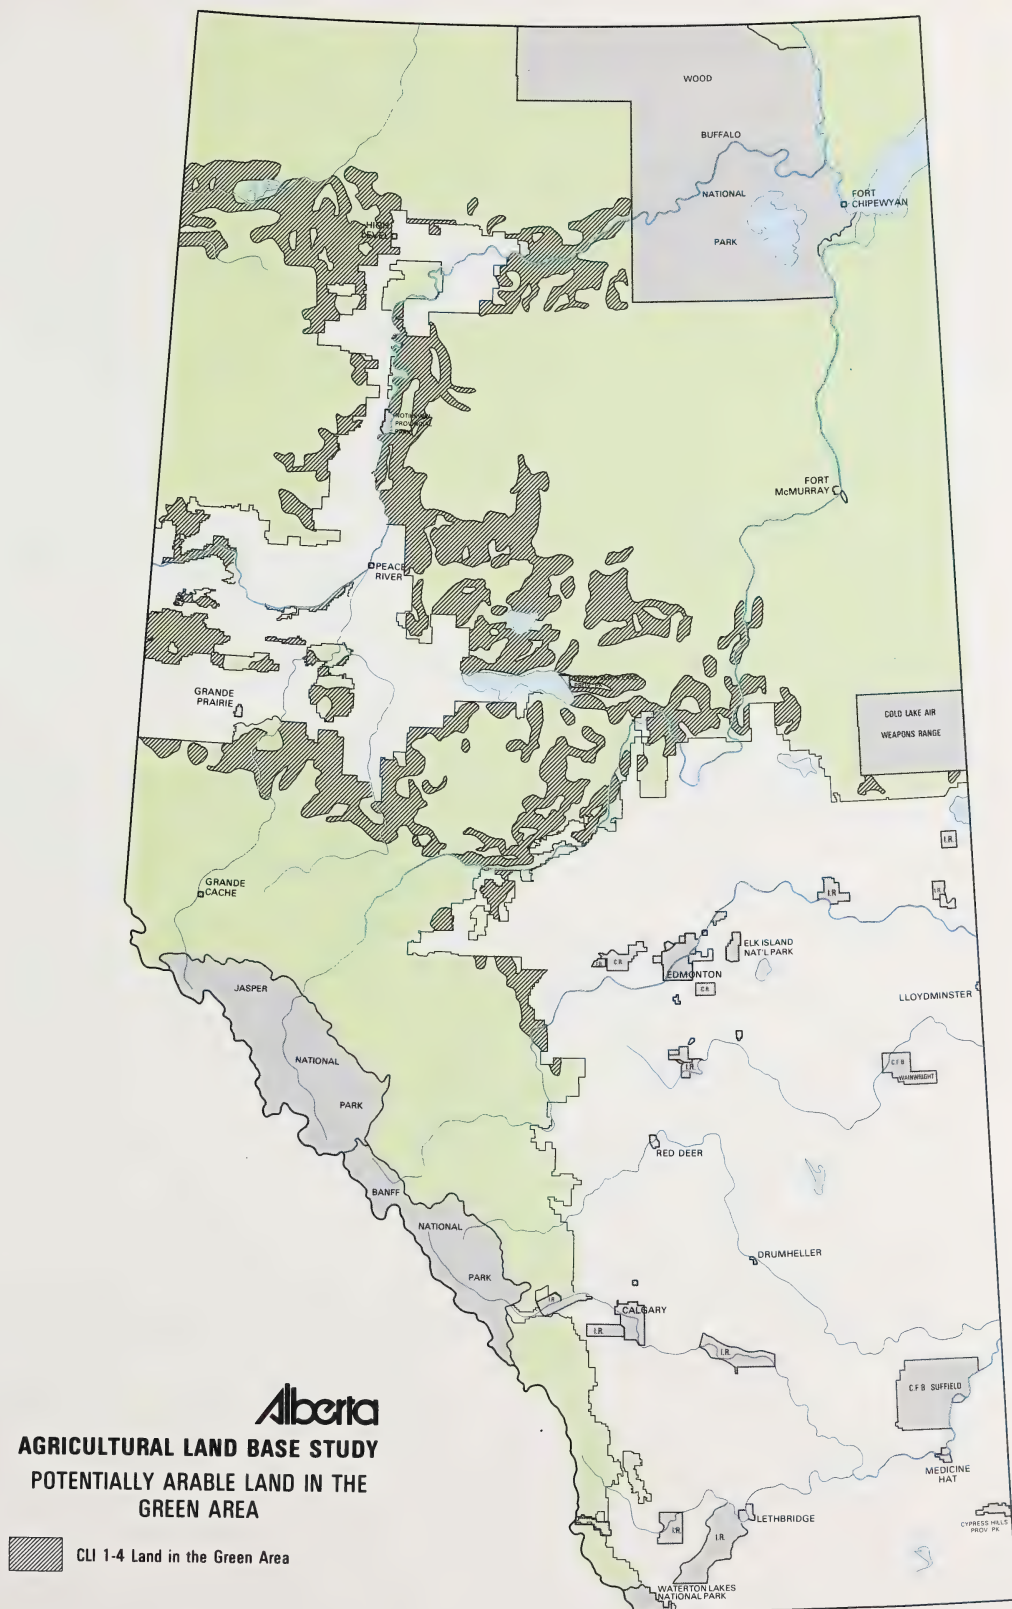 WOOD
BUFFALO
NATIONAL
PARK
FORT
CHIPEWYAN
HIGH
LEVEL
PROVINCIAL
FORT
McMURRAY
PEACE
RIVER
GRANDE
PRAIRIE
COLD LAKE AIR
WEAPONS RANGE
I.R.
I.R.
I.R.
GRANDE
CACHE
ELK ISLAND
NAT'L PARK
C.R.
EDMONTON
C.R.
LLOYDMINSTER
JASPER
NATIONAL
PARK
I.R.
C F B
WAINWRIGHT
RED DEER
BANFF
NATIONAL
PARK
DRUMHELLER
I.R.
CALGARY
I.R.
I.R.
C F B SUFFIELD
MEDICINE
HAT
LETHBRIDGE
I.R.
I.R.
CYPRESS HILLS
PROV PK
WATERTON LAKES
NATIONAL PARK
Alberta
AGRICULTURAL LAND BASE STUDY
POTENTIALLY ARABLE LAND IN THE
GREEN AREA
CLI 1-4 Land in the Green Area